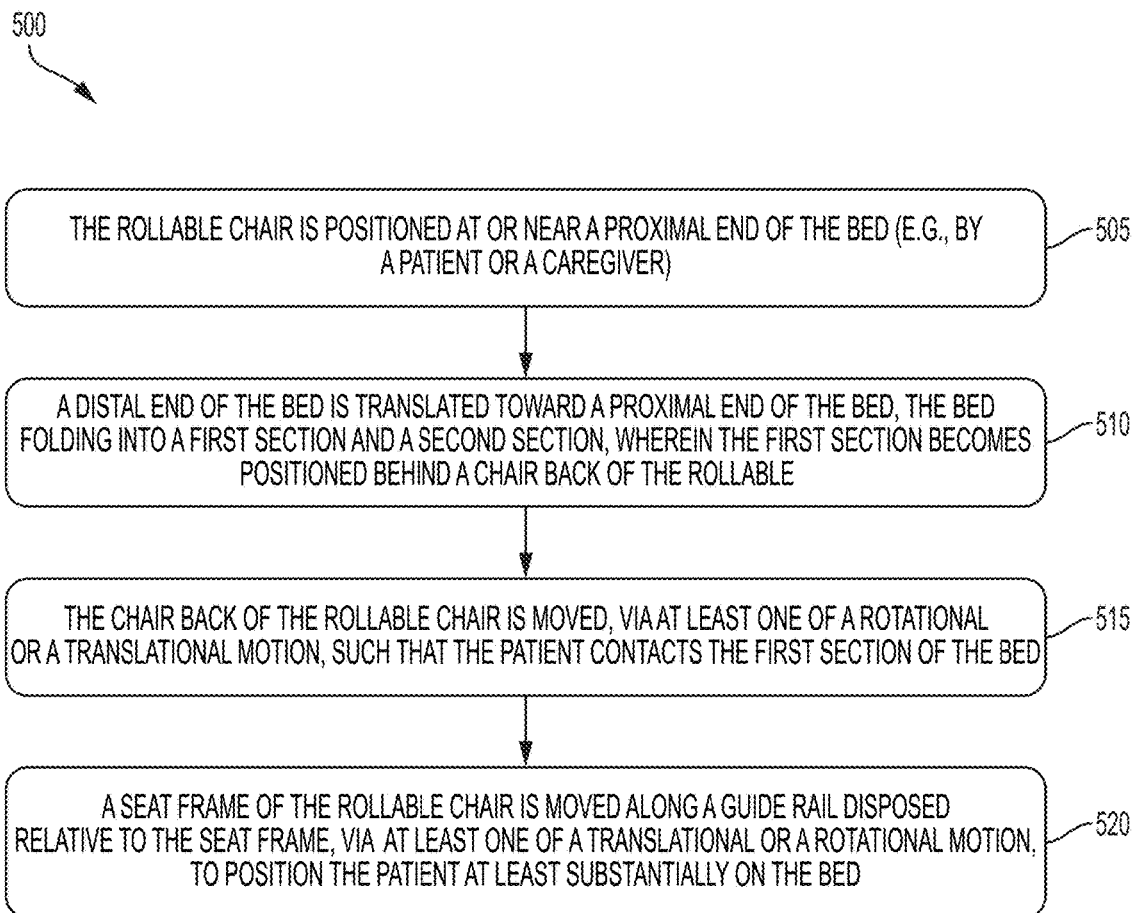 500
THE ROLLABLE CHAIR IS POSITIONED AT OR NEAR A PROXIMAL END OF THE BED (E.G., BY
A PATIENT OR A CAREGIVER)
505
A DISTAL END OF THE BED IS TRANSLATED TOWARD A PROXIMAL END OF THE BED, THE BED
FOLDING INTO A FIRST SECTION AND A SECOND SECTION, WHEREIN THE FIRST SECTION BECOMES
POSITIONED BEHIND A CHAIR BACK OF THE ROLLABLE
510
THE CHAIR BACK OF THE ROLLABLE CHAIR IS MOVED, VIA AT LEAST ONE OF A ROTATIONAL
OR A TRANSLATIONAL MOTION, SUCH THAT THE PATIENT CONTACTS THE FIRST SECTION OF THE BED
515
A SEAT FRAME OF THE ROLLABLE CHAIR IS MOVED ALONG A GUIDE RAIL DISPOSED
RELATIVE TO THE SEAT FRAME, VIA AT LEAST ONE OF A TRANSLATIONAL OR A ROTATIONAL MOTION,
TO POSITION THE PATIENT AT LEAST SUBSTANTIALLY ON THE BED
520